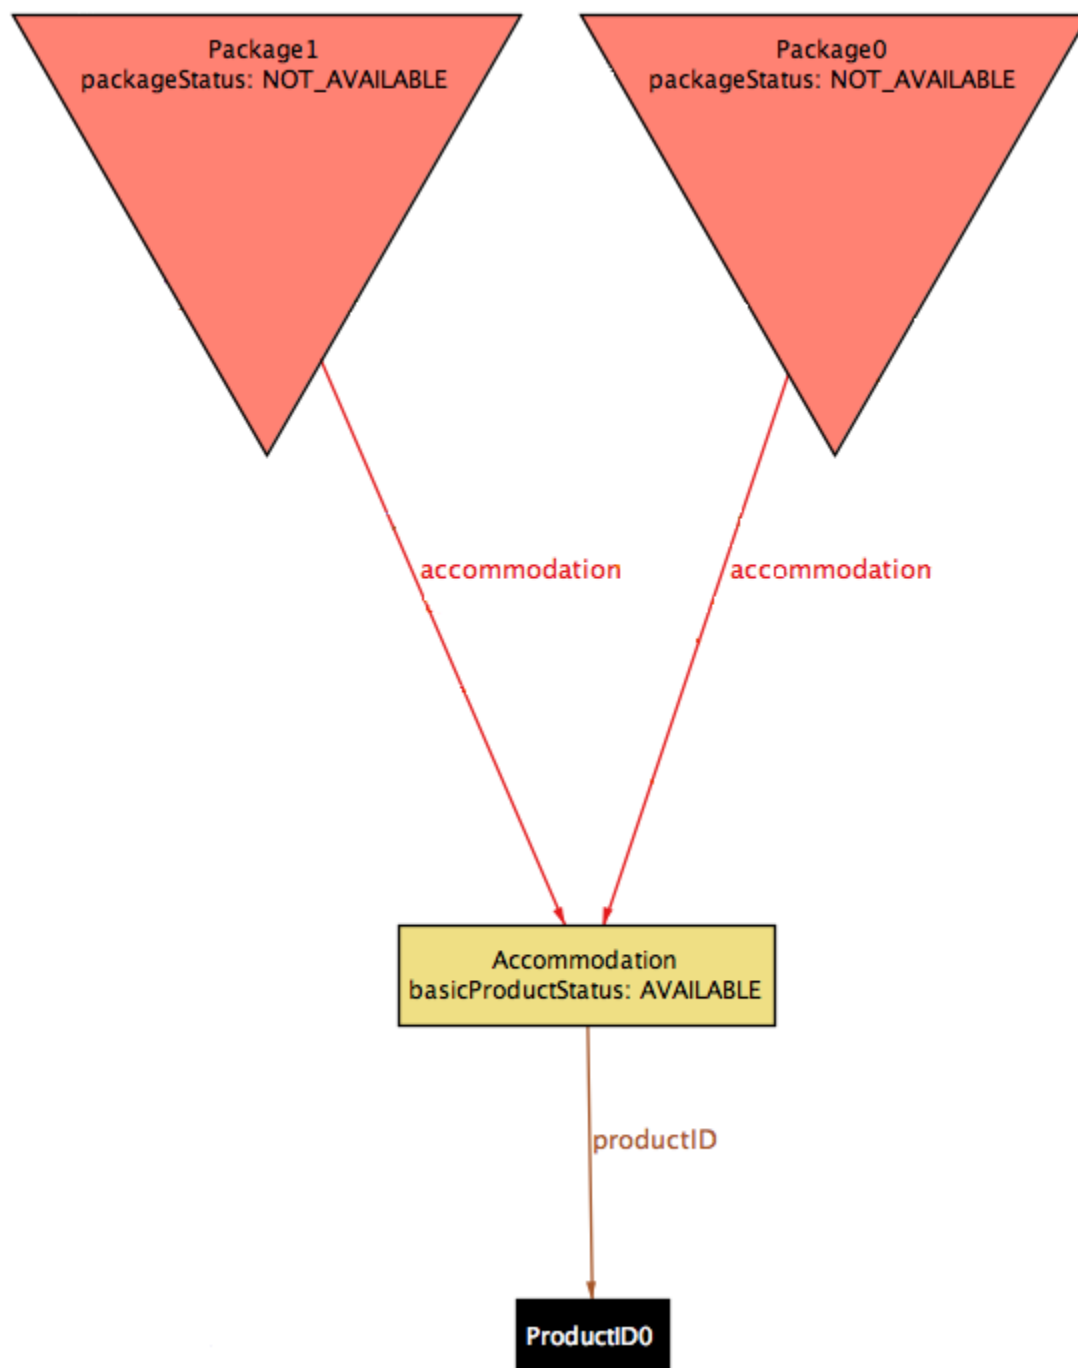 Package1
packageStatus: NOT_AVAILABLE
Package0
packageStatus: NOT_AVAILABLE
accommodation
accommodation
Accommodation
basicProductStatus: AVAILABLE
productID
ProductID0